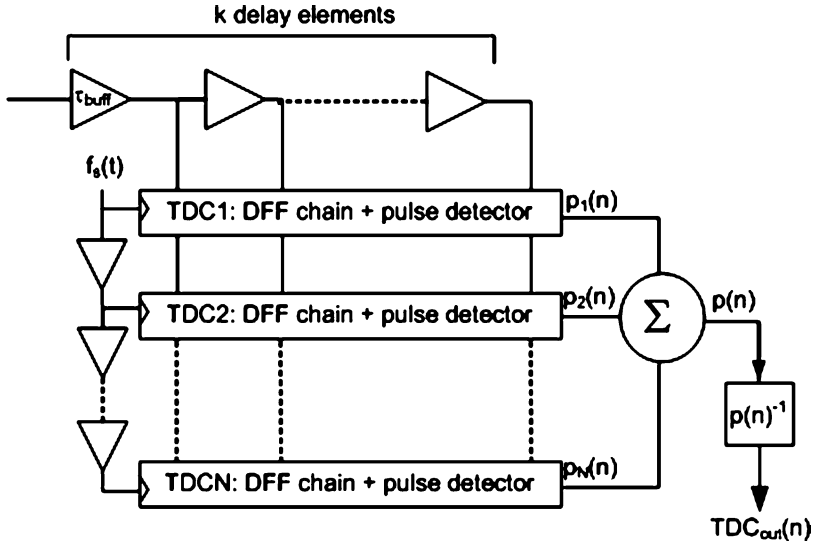 k delay elements
τbuff
fs(t)
TDC1: DFF chain + pulse detector
p1(n)
TDC2: DFF chain + pulse detector
p2(n)
Σ
p(n)
p(n)⁻¹
TDCN: DFF chain + pulse detector
pN(n)
TDCout(n)